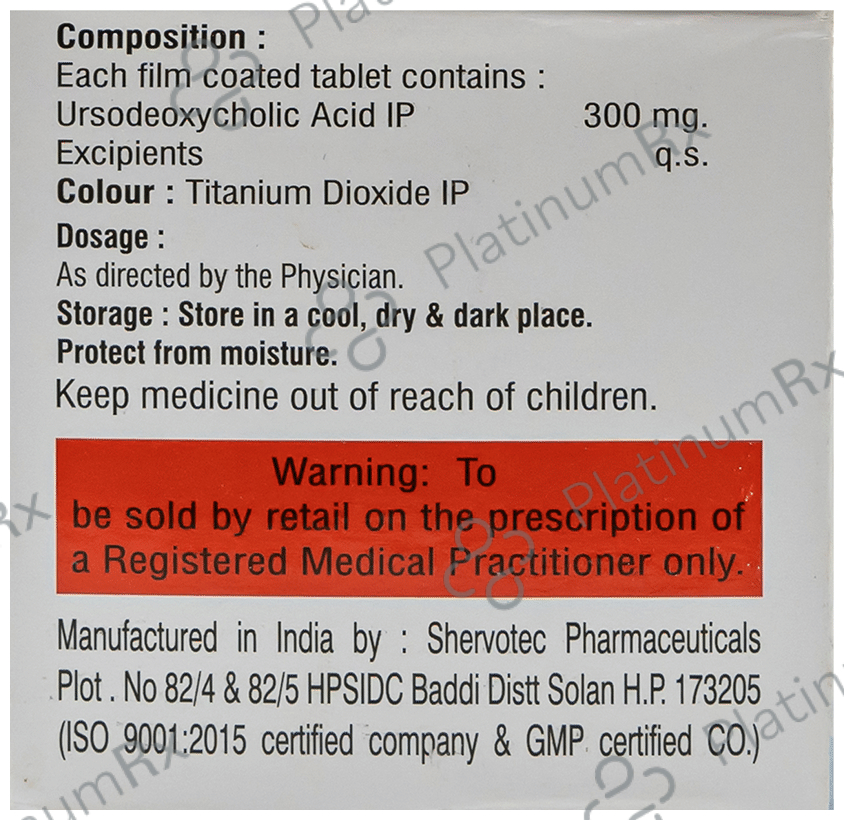 Composition :
Each film coated tablet contains :
Ursodeoxycholic Acid IP 300 mg.
Excipients q.s.
Colour : Titanium Dioxide IP
Dosage :
As directed by the Physician.
Storage : Store in a cool, dry & dark place.
Protect from moisture.
Keep medicine out of reach of children.
Warning: To
be sold by retail on the prescription of
a Registered Medical Practitioner only.
Manufactured in India by : Shervotec Pharmaceuticals
Plot . No 82/4 & 82/5 HPSIDC Baddi Distt Solan H.P. 173205
(ISO 9001:2015 certified company & GMP certified CO.)
PlatinumRx
PlatinumRx